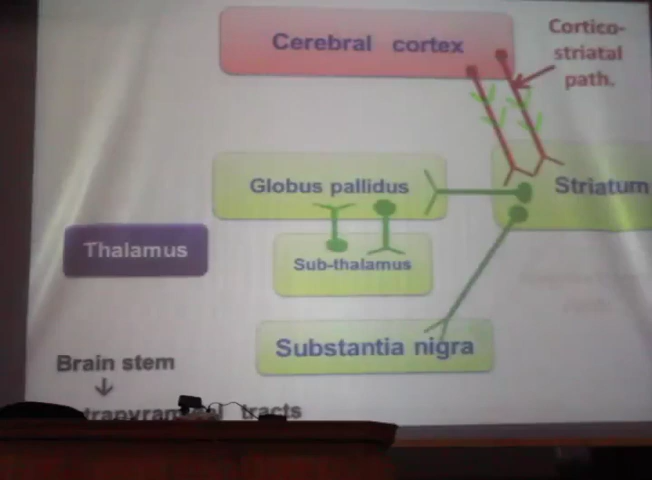 Cerebral cortex
Cortico-
striatal
path.
Globus pallidus
Striatum
Thalamus
Sub-thalamus
Substantia nigra
Brain stem
tracts